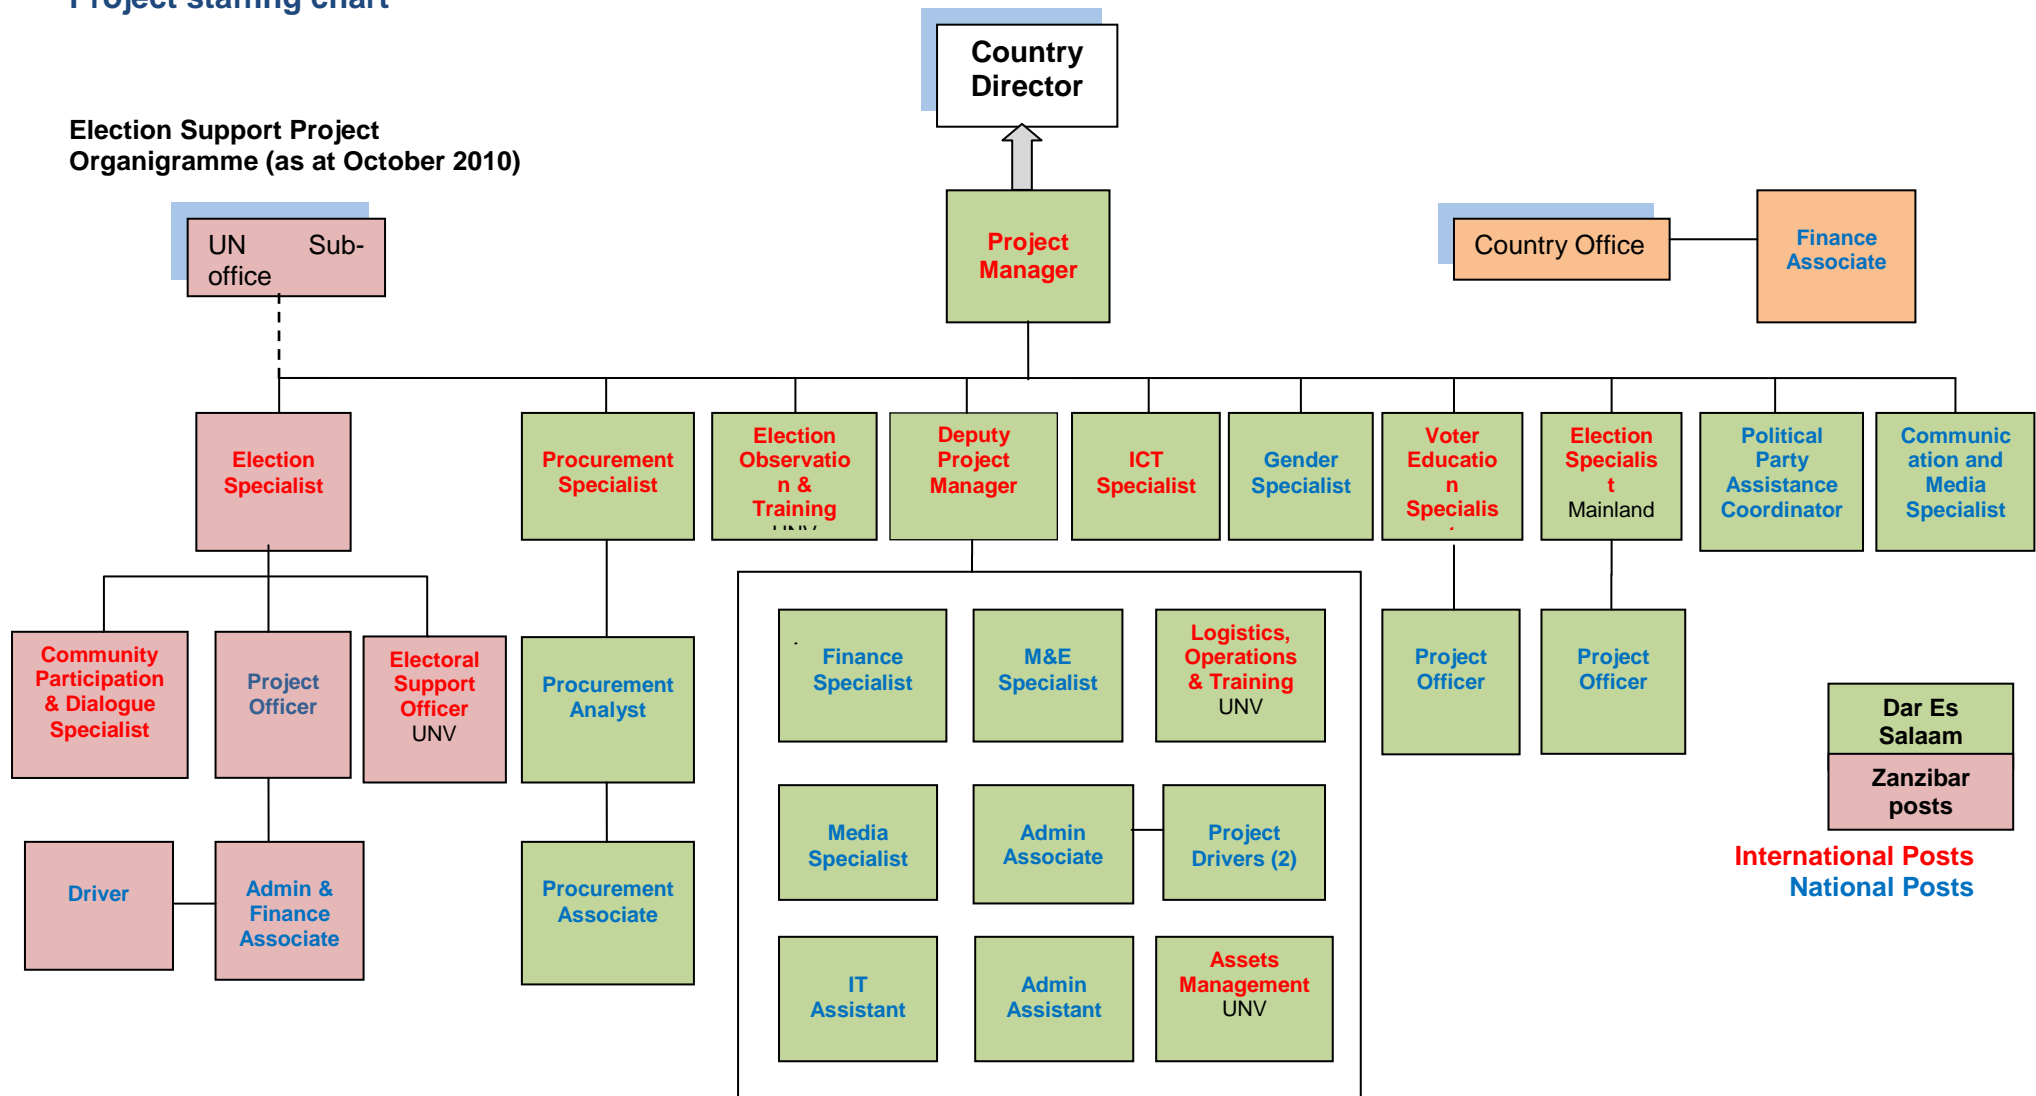 Project staffing chart
Country
Director
Election Support Project
Organigramme (as at October 2010)
UN Sub-
office
Project
Manager
Country Office
Finance
Associate
Election
Specialist
Procurement
Specialist
Election
Observatio
n &
Training
UNV
Deputy
Project
Manager
ICT
Specialist
Gender
Specialist
Voter
Educatio
n
Specialis
Election
Specialis
t
Mainland
Political
Party
Assistance
Coordinator
Communic
ation and
Media
Specialist
Community
Participation
& Dialogue
Specialist
Project
Officer
Electoral
Support
Officer
UNV
Procurement
Analyst
Finance
Specialist
M&E
Specialist
Logistics,
Operations
& Training
UNV
Project
Officer
Project
Officer
Driver
Admin &
Finance
Associate
Procurement
Associate
Media
Specialist
Admin
Associate
Project
Drivers (2)
IT
Assistant
Admin
Assistant
Assets
Management
UNV
Dar Es
Salaam
Zanzibar
posts
International Posts
National Posts